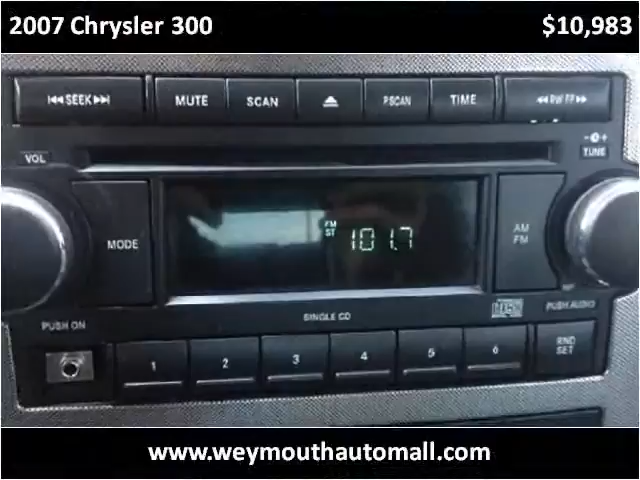 2007 Chrysler 300 $10,983
SEEK MUTE SCAN PSCAN TIME RW FF
VOL TUNE
FM
ST 101.7
MODE AM
FM
SINGLE CD
PUSH ON PUSH AUDIO
1 2 3 4 5 6 RND
SET
www.weymouthautomall.com